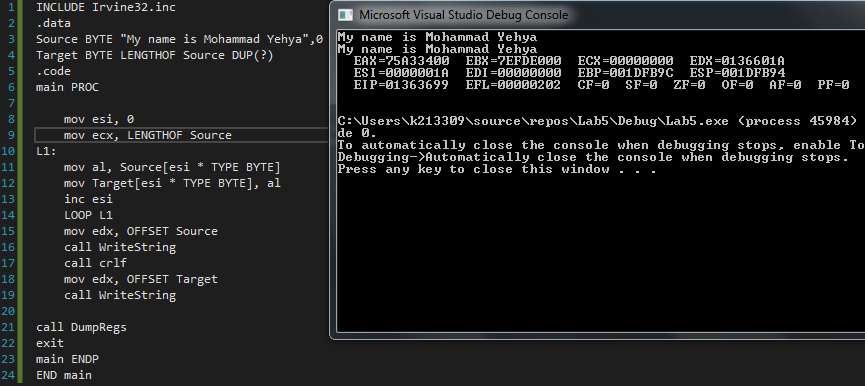 1 INCLUDE Irvine32.inc
2 .data
3 Source BYTE "My name is Mohammad Yehya",0
4 Target BYTE LENGTHOF Source DUP(?)
5 .code
6 main PROC
7
8 mov esi, 0
9 mov ecx, LENGTHOF Source
10 L1:
11 mov al, Source[esi * TYPE BYTE]
12 mov Target[esi * TYPE BYTE], al
13 inc esi
14 LOOP L1
15 mov edx, OFFSET Source
16 call WriteString
17 call crlf
18 mov edx, OFFSET Target
19 call WriteString
20
21 call DumpRegs
22 exit
23 main ENDP
24 END main
Microsoft Visual Studio Debug Console
My name is Mohammad Yehya
My name is Mohammad Yehya
EAX=75A33400 EBX=7EFDE000 ECX=00000000 EDX=0136601A
ESI=0000001A EDI=00000000 EBP=001DFB9C ESP=001DFB94
EIP=01363699 EFL=00000202 CF=0 SF=0 ZF=0 OF=0 AF=0 PF=0
C:\Users\k213309\source\repos\Lab5\Debug\Lab5.exe (process 45984)
de 0.
To automatically close the console when debugging stops, enable To
Debugging->Automatically close the console when debugging stops.
Press any key to close this window . . .